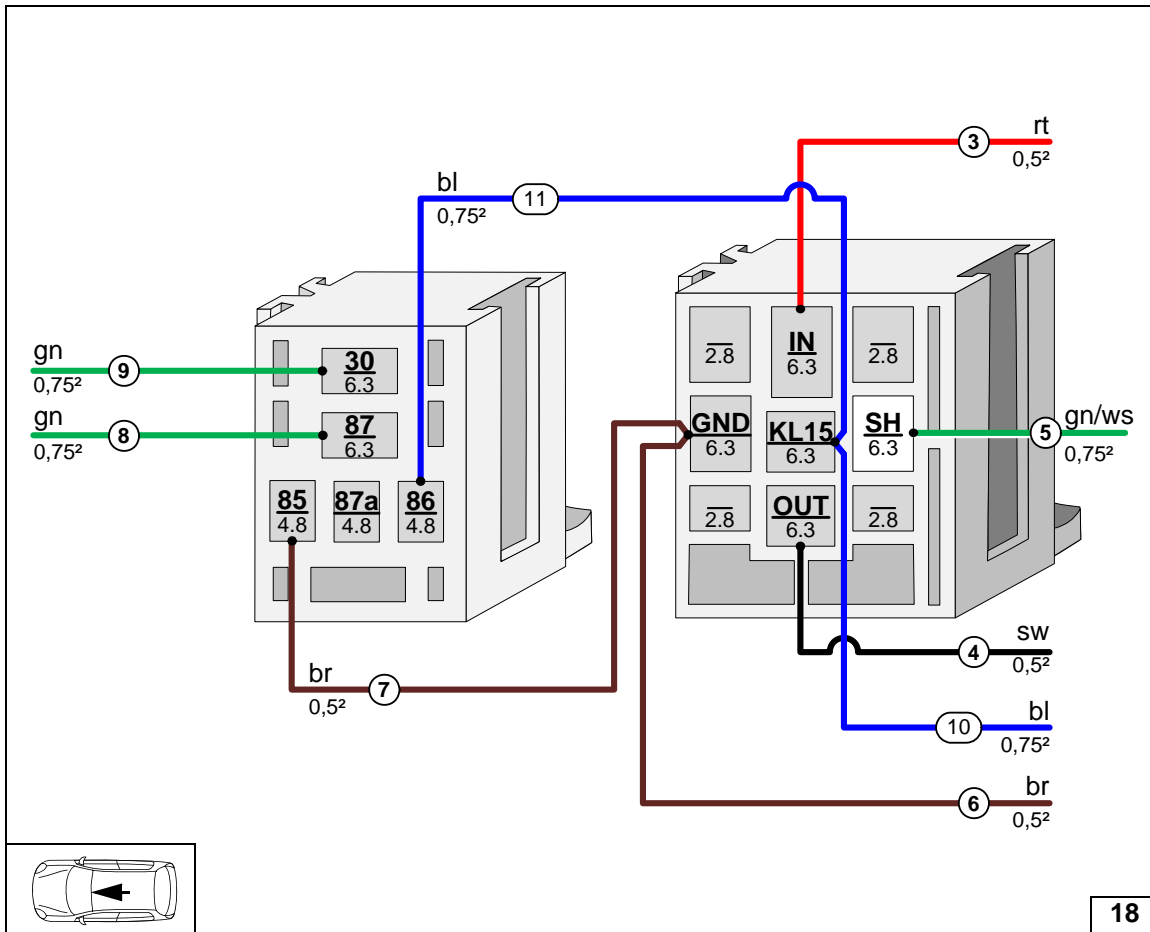 rt
3
0,5²
bl
11
0,75²
gn
9
0,75²
30
6.3
gn
8
0,75²
87
6.3
85
4.8
87a
4.8
86
4.8
br
7
0,5²
2.8
IN
6.3
2.8
GND
6.3
KL15
6.3
SH
6.3
5
gn/ws
0,75²
2.8
OUT
6.3
2.8
sw
4
0,5²
bl
10
0,75²
br
6
0,5²
18